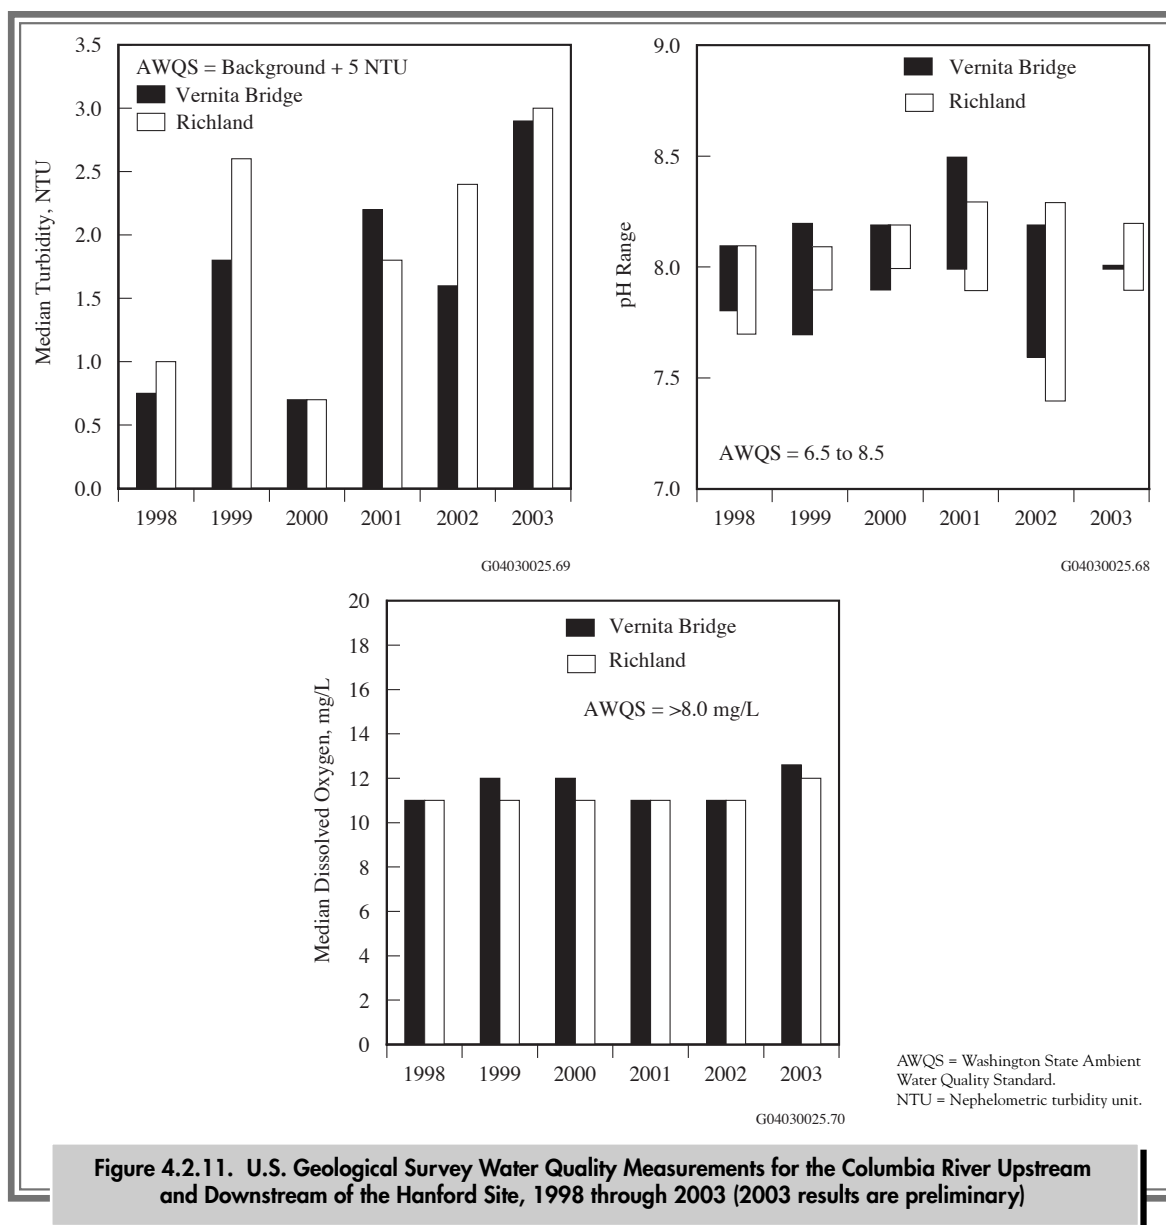 3.5
3.0
2.5
2.0
1.5
1.0
0.5
0.0
Median Turbidity, NTU
AWQS = Background + 5 NTU
Vernita Bridge
Richland
1998 1999 2000 2001 2002 2003
G04030025.69
9.0
8.5
8.0
7.5
7.0
pH Range
Vernita Bridge
Richland
AWQS = 6.5 to 8.5
1998 1999 2000 2001 2002 2003
G04030025.68
20
18
16
14
12
10
8
6
4
2
0
Median Dissolved Oxygen, mg/L
Vernita Bridge
Richland
AWQS = >8.0 mg/L
1998 1999 2000 2001 2002 2003
G04030025.70
AWQS = Washington State Ambient
Water Quality Standard.
NTU = Nephelometric turbidity unit.
Figure 4.2.11. U.S. Geological Survey Water Quality Measurements for the Columbia River Upstream
and Downstream of the Hanford Site, 1998 through 2003 (2003 results are preliminary)